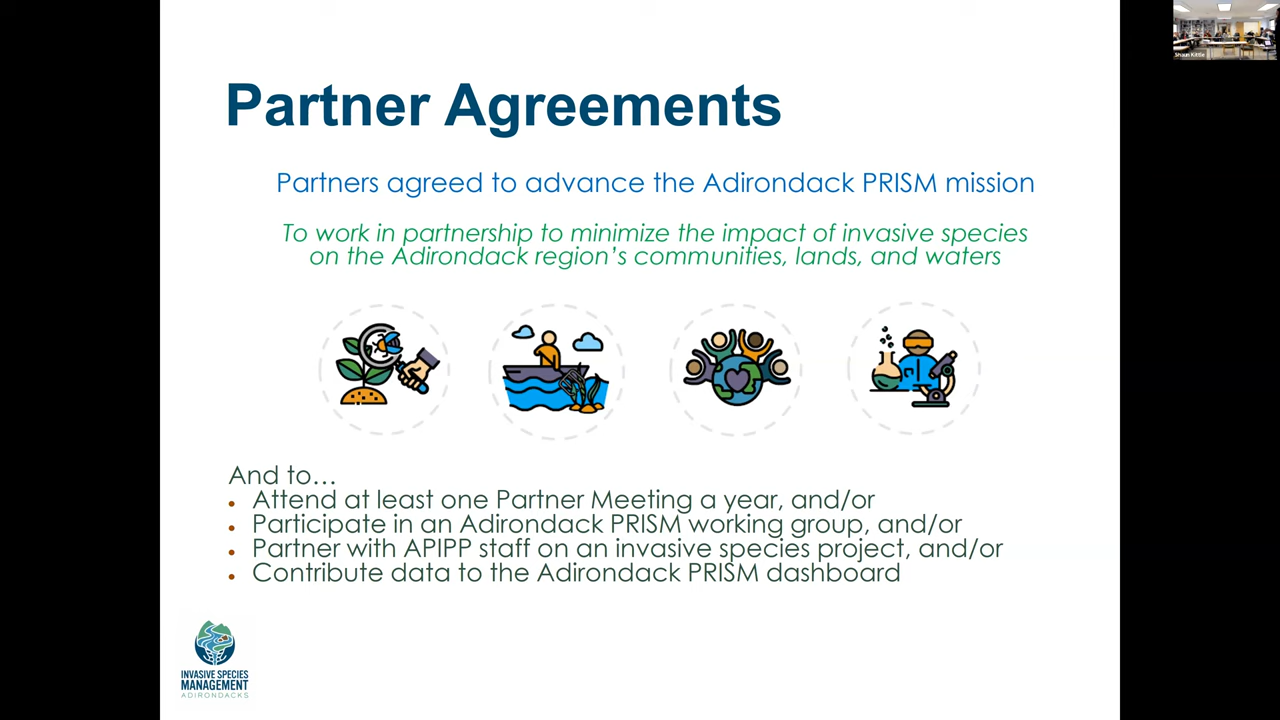 Shaun Kittle
Partner Agreements
Partners agreed to advance the Adirondack PRISM mission
To work in partnership to minimize the impact of invasive species
on the Adirondack region's communities, lands, and waters
And to…
• Attend at least one Partner Meeting a year, and/or
• Participate in an Adirondack PRISM working group, and/or
• Partner with APIPP staff on an invasive species project, and/or
• Contribute data to the Adirondack PRISM dashboard
INVASIVE SPECIES
MANAGEMENT
ADIRONDACKS